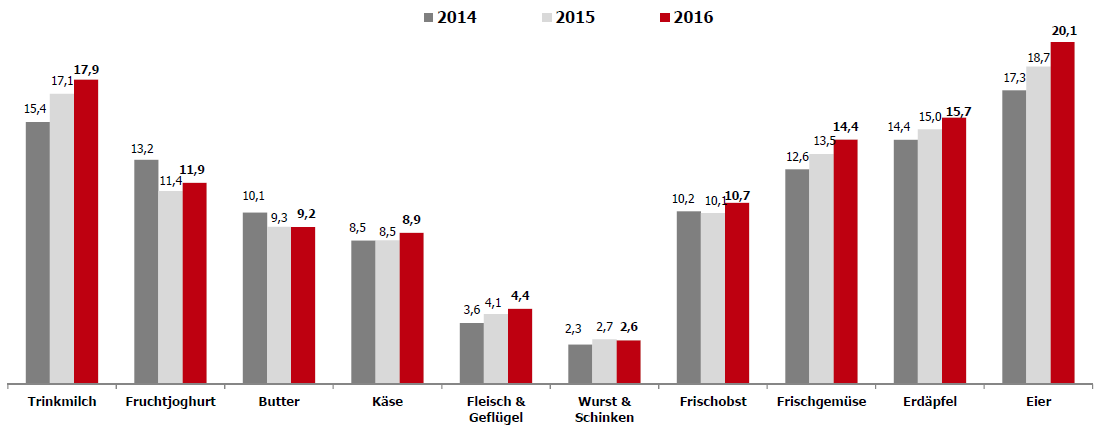 2014 2015 2016
15,4 17,1 17,9
13,2 11,4 11,9
10,1 9,3 9,2
8,5 8,5 8,9
3,6 4,1 4,4
2,3 2,7 2,6
10,2 10,1 10,7
12,6 13,5 14,4
14,4 15,0 15,7
17,3 18,7 20,1
Trinkmilch
Fruchtjoghurt
Butter
Käse
Fleisch &
Geflügel
Wurst &
Schinken
Frischobst
Frischgemüse
Erdäpfel
Eier